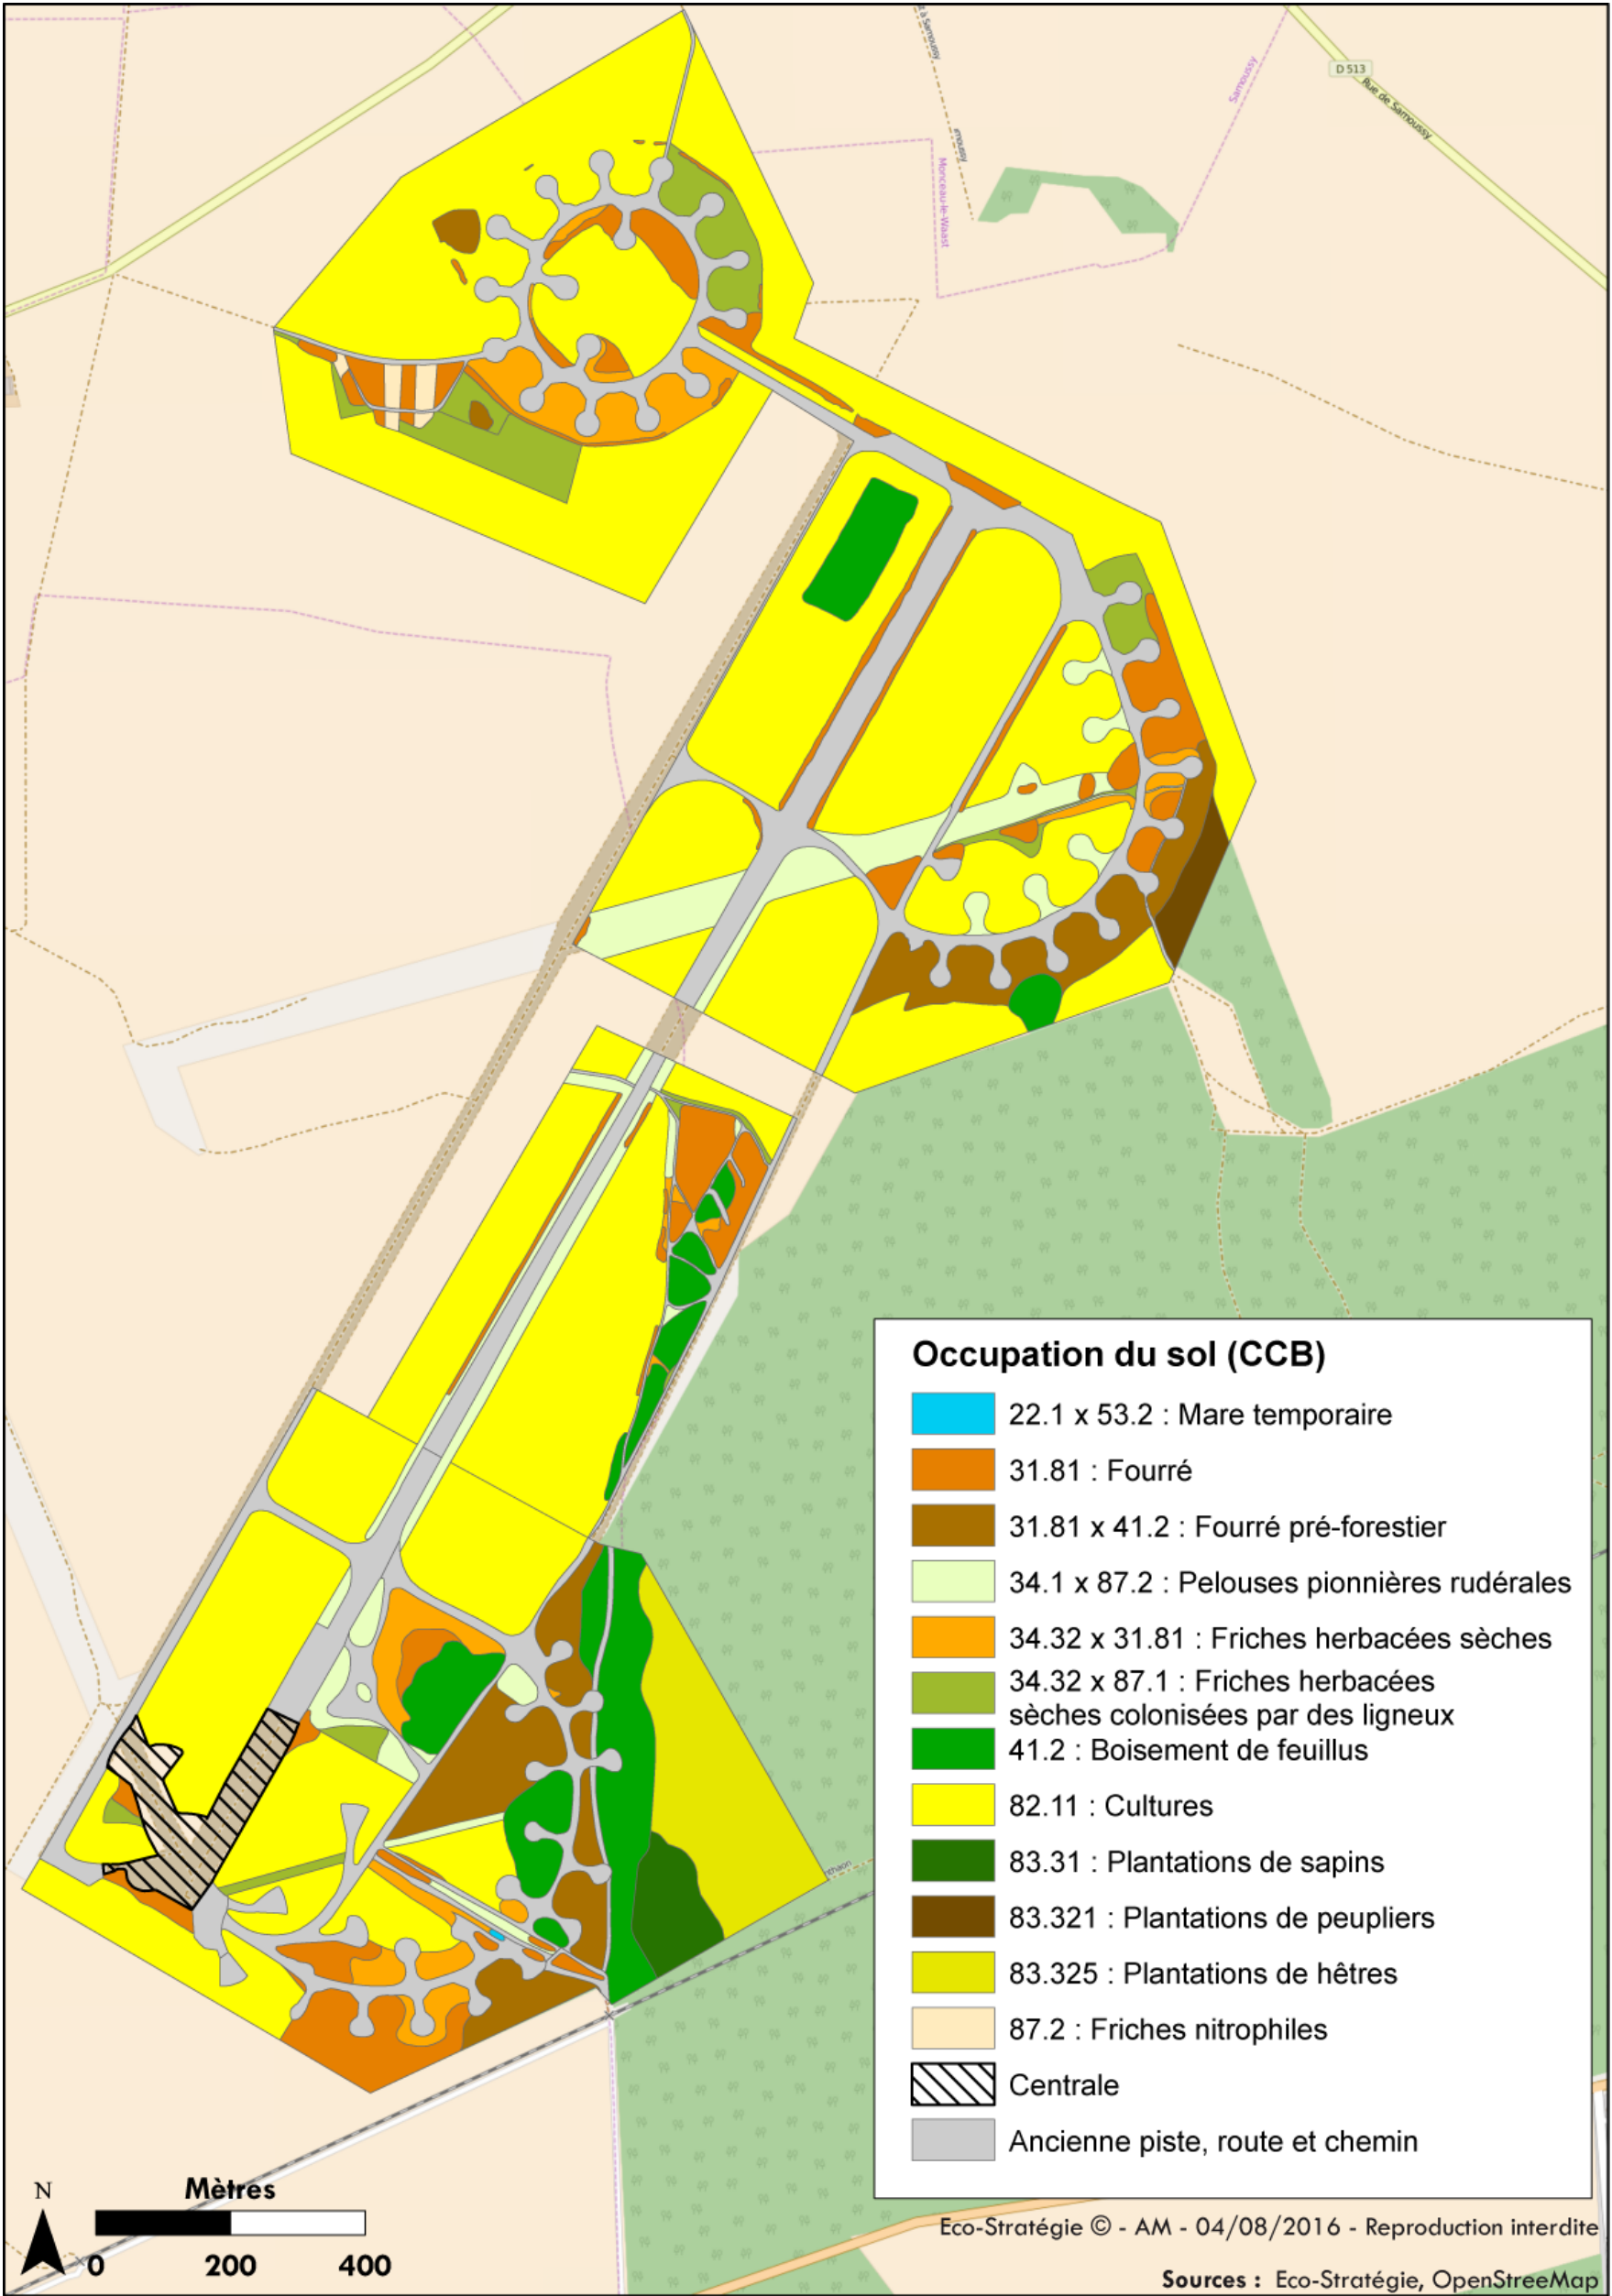 à Samoussy
D 513
Rue de Samoussy
Samoussy
amoussy
Monceau-le-Waast
Occupation du sol (CCB)
22.1 x 53.2 : Mare temporaire
31.81 : Fourré
31.81 x 41.2 : Fourré pré-forestier
34.1 x 87.2 : Pelouses pionnières rudérales
34.32 x 31.81 : Friches herbacées sèches
34.32 x 87.1 : Friches herbacées
sèches colonisées par des ligneux
41.2 : Boisement de feuillus
82.11 : Cultures
83.31 : Plantations de sapins
83.321 : Plantations de peupliers
83.325 : Plantations de hêtres
87.2 : Friches nitrophiles
Centrale
Ancienne piste, route et chemin
N
Mètres
0 200 400
Eco-Stratégie © - AM - 04/08/2016 - Reproduction interdite
Sources : Eco-Stratégie, OpenStreeMap